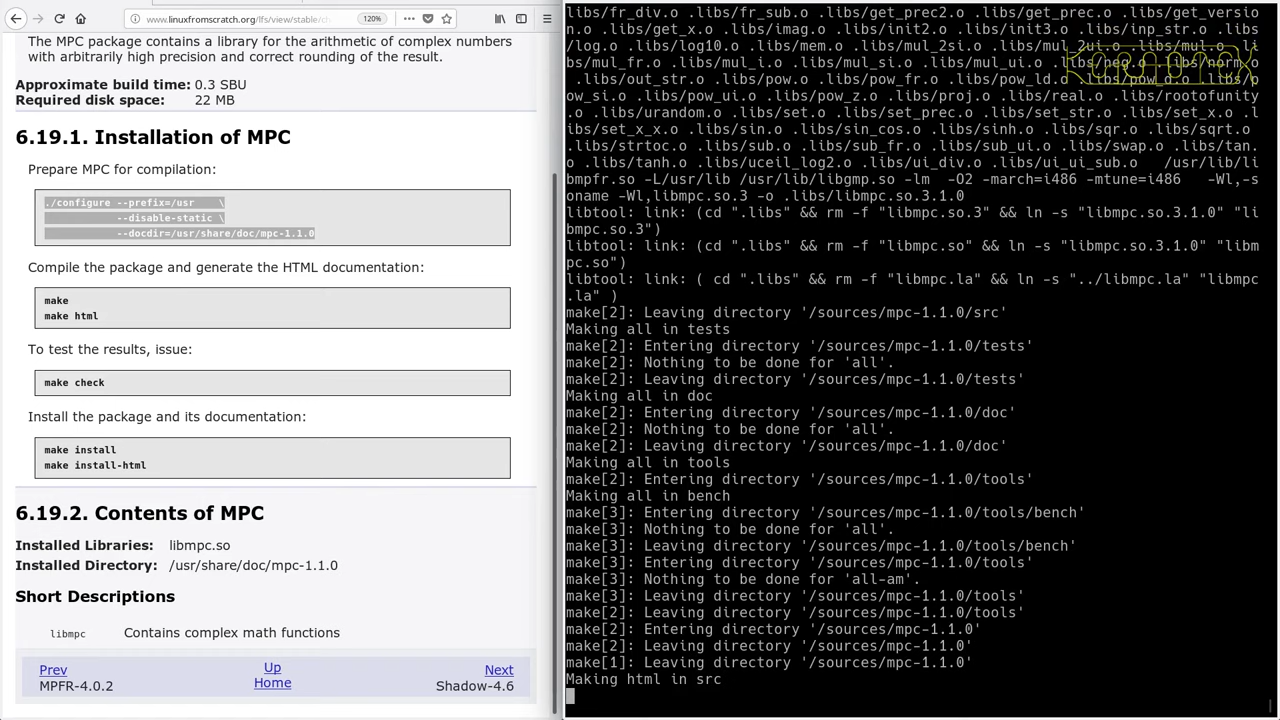 www.linuxfromscratch.org/lfs/view/stable/ch
120%
The MPC package contains a library for the arithmetic of complex numbers
with arbitrarily high precision and correct rounding of the result.
Approximate build time: 0.3 SBU
Required disk space: 22 MB
6.19.1. Installation of MPC
Prepare MPC for compilation:
./configure --prefix=/usr \
--disable-static \
--docdir=/usr/share/doc/mpc-1.1.0
Compile the package and generate the HTML documentation:
make
make html
To test the results, issue:
make check
Install the package and its documentation:
make install
make install-html
6.19.2. Contents of MPC
Installed Libraries: libmpc.so
Installed Directory: /usr/share/doc/mpc-1.1.0
Short Descriptions
libmpc Contains complex math functions
Prev Up Next
MPFR-4.0.2 Home Shadow-4.6
libs/fr_div.o .libs/fr_sub.o .libs/get_prec2.o .libs/get_prec.o .libs/get_versio
n.o .libs/get_x.o .libs/imag.o .libs/init2.o .libs/init3.o .libs/inp_str.o .libs
/log.o .libs/log10.o .libs/mem.o .libs/mul_2si.o .libs/mul_2ui.o .libs/mul.o .li
bs/mul_fr.o .libs/mul_i.o .libs/mul_si.o .libs/mul_ui.o .libs/neg.o .libs/norm.o
.libs/out_str.o .libs/pow.o .libs/pow_fr.o .libs/pow_ld.o .libs/pow_d.o .libs/p
ow_si.o .libs/pow_ui.o .libs/pow_z.o .libs/proj.o .libs/real.o .libs/rootofunity
.o .libs/urandom.o .libs/set.o .libs/set_prec.o .libs/set_str.o .libs/set_x.o .l
ibs/set_x_x.o .libs/sin.o .libs/sin_cos.o .libs/sinh.o .libs/sqr.o .libs/sqrt.o
.libs/strtoc.o .libs/sub.o .libs/sub_fr.o .libs/sub_ui.o .libs/swap.o .libs/tan.
o .libs/tanh.o .libs/uceil_log2.o .libs/ui_div.o .libs/ui_ui_sub.o /usr/lib/li
bmpfr.so -L/usr/lib /usr/lib/libgmp.so -lm -O2 -march=i486 -mtune=i486 -Wl,-s
oname -Wl,libmpc.so.3 -o .libs/libmpc.so.3.1.0
libtool: link: (cd ".libs" && rm -f "libmpc.so.3" && ln -s "libmpc.so.3.1.0" "li
bmpc.so.3")
libtool: link: (cd ".libs" && rm -f "libmpc.so" && ln -s "libmpc.so.3.1.0" "libm
pc.so")
libtool: link: ( cd ".libs" && rm -f "libmpc.la" && ln -s "../libmpc.la" "libmpc
.la" )
make[2]: Leaving directory '/sources/mpc-1.1.0/src'
Making all in tests
make[2]: Entering directory '/sources/mpc-1.1.0/tests'
make[2]: Nothing to be done for 'all'.
make[2]: Leaving directory '/sources/mpc-1.1.0/tests'
Making all in doc
make[2]: Entering directory '/sources/mpc-1.1.0/doc'
make[2]: Nothing to be done for 'all'.
make[2]: Leaving directory '/sources/mpc-1.1.0/doc'
Making all in tools
make[2]: Entering directory '/sources/mpc-1.1.0/tools'
Making all in bench
make[3]: Entering directory '/sources/mpc-1.1.0/tools/bench'
make[3]: Nothing to be done for 'all'.
make[3]: Leaving directory '/sources/mpc-1.1.0/tools/bench'
make[3]: Entering directory '/sources/mpc-1.1.0/tools'
make[3]: Nothing to be done for 'all-am'.
make[3]: Leaving directory '/sources/mpc-1.1.0/tools'
make[2]: Leaving directory '/sources/mpc-1.1.0/tools'
make[2]: Entering directory '/sources/mpc-1.1.0'
make[2]: Leaving directory '/sources/mpc-1.1.0'
make[1]: Leaving directory '/sources/mpc-1.1.0'
Making html in src